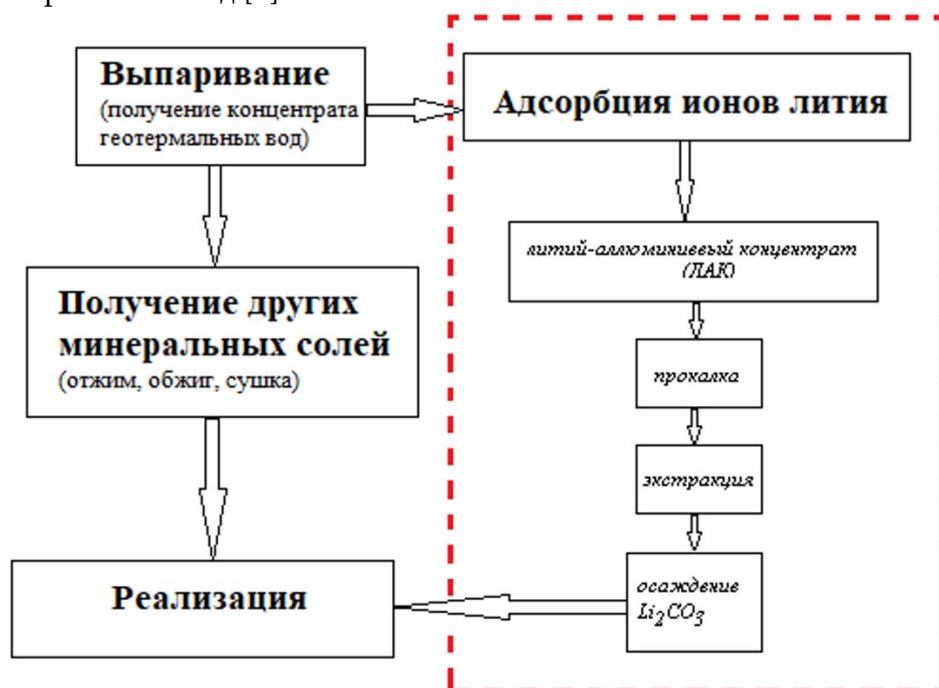 Выпаривание
(получение концентрата
геотермальных вод)
Адсорбция ионов лития
литий-аллюминиевый концентрат
(ЛАК)
Получение других
минеральных солей
(отжим, обжиг, сушка)
прокалка
экстракция
осаждение
Li₂CO₃
Реализация